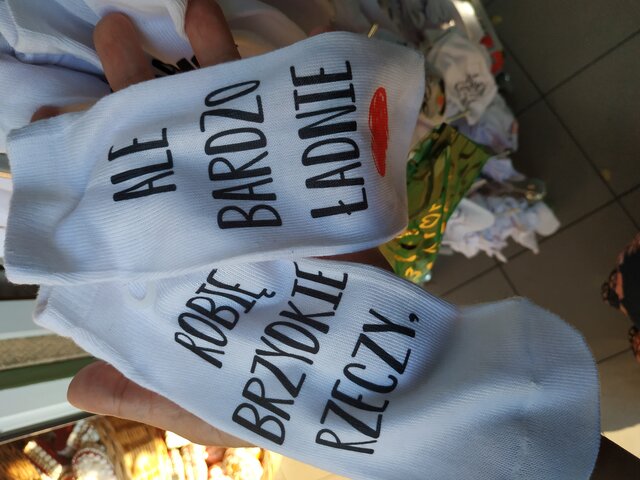 ROBIĘ
BRZYDKIE
RZECZY,
ALE
BARDZO
ŁADNIE